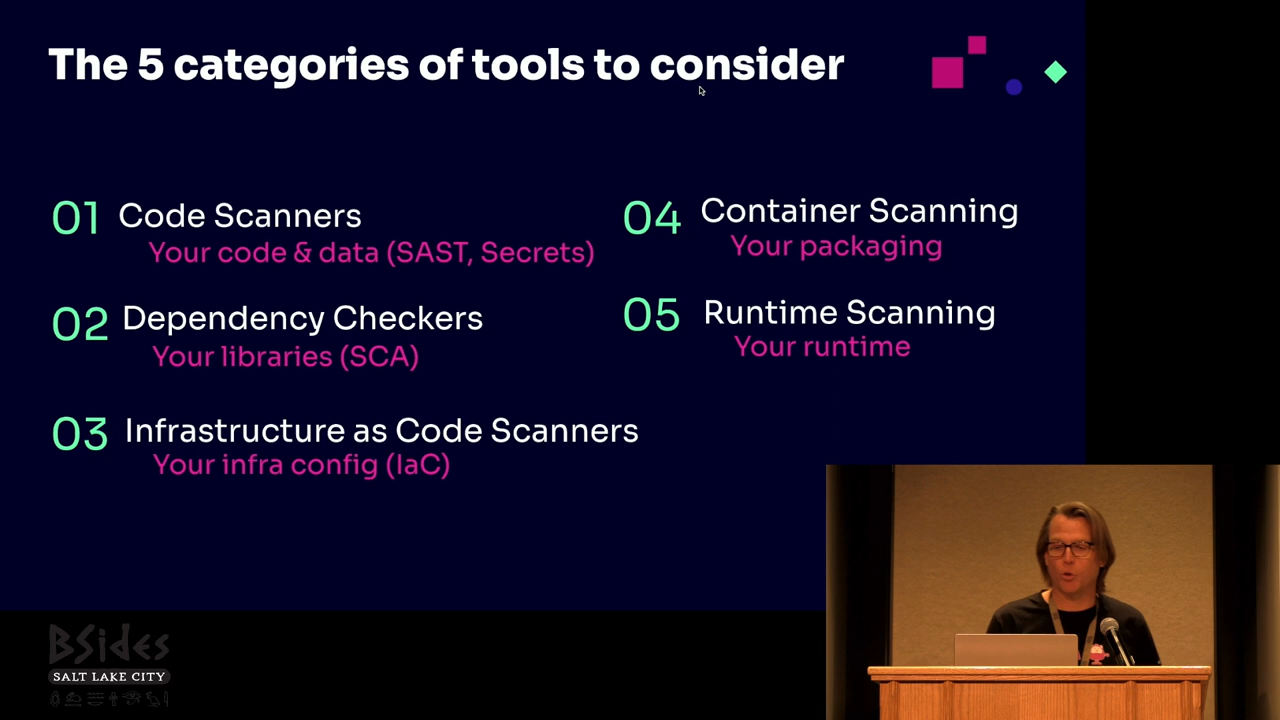 The 5 categories of tools to consider
01 Code Scanners
Your code & data (SAST, Secrets)
02 Dependency Checkers
Your libraries (SCA)
03 Infrastructure as Code Scanners
Your infra config (IaC)
04 Container Scanning
Your packaging
05 Runtime Scanning
Your runtime
BSides
SALT LAKE CITY